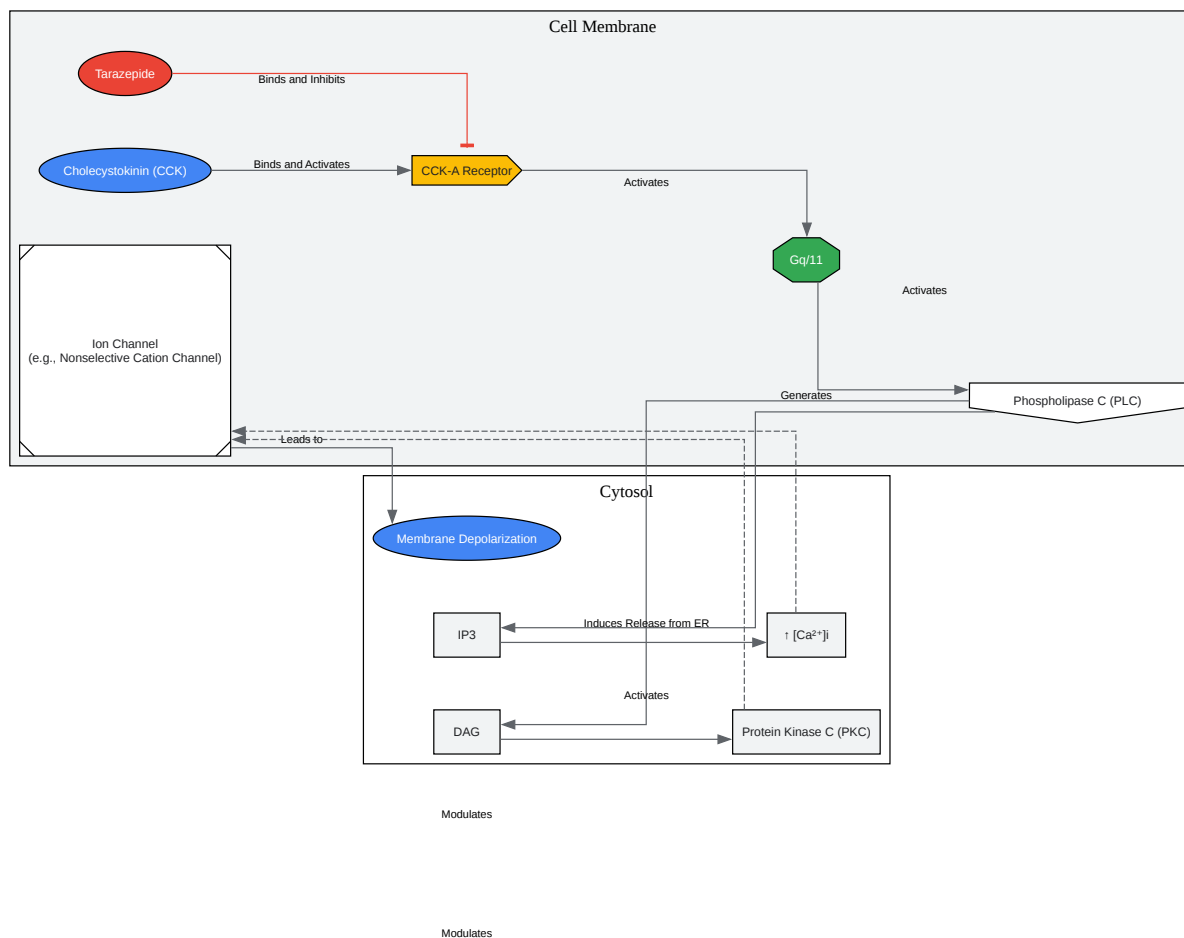 Cell Membrane
Tarazepide
Binds and Inhibits
Cholecystokinin (CCK)
Binds and Activates
CCK-A Receptor
Activates
Gq/11
Activates
Ion Channel
(e.g., Nonselective Cation Channel)
Generates
Phospholipase C (PLC)
Leads to
Cytosol
Membrane Depolarization
IP3
Induces Release from ER
↑ [Ca²⁺]i
Activates
DAG
Protein Kinase C (PKC)
Modulates
Modulates